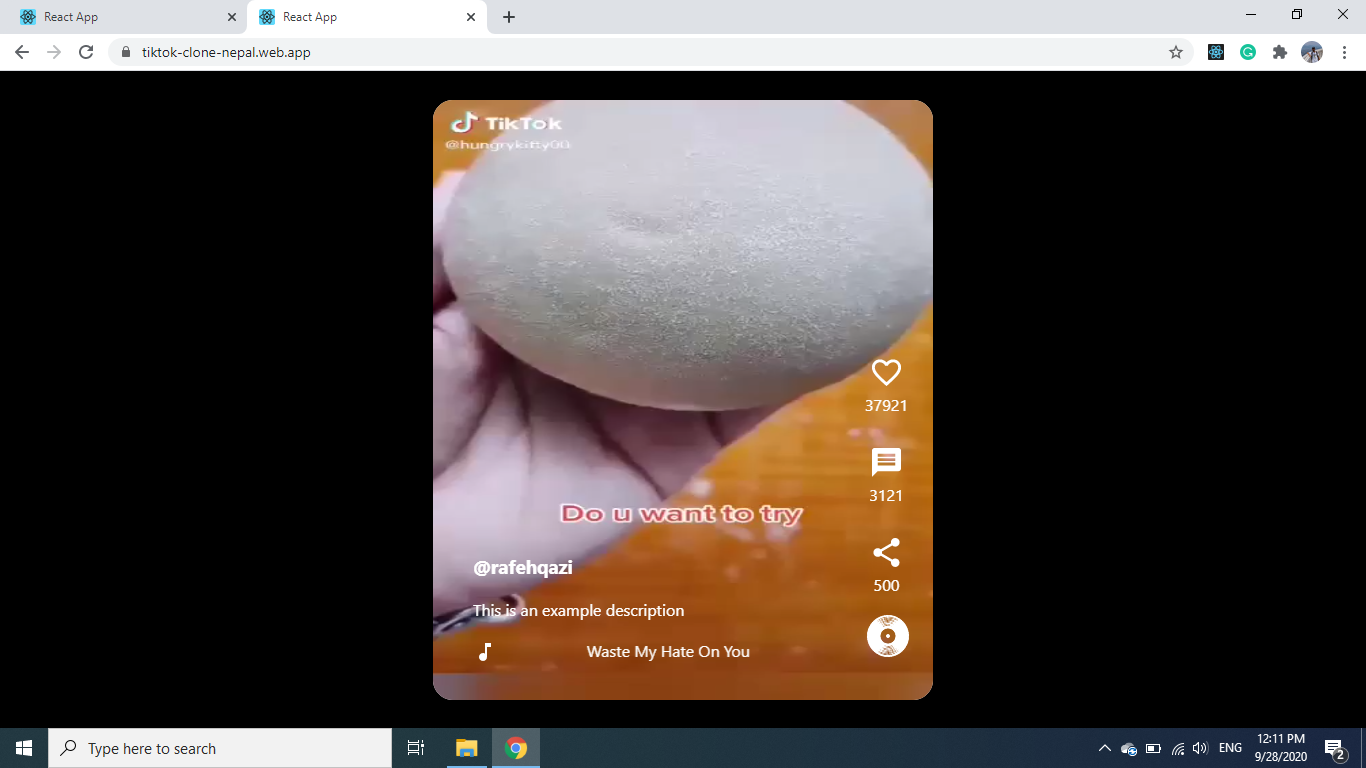 React App
React App
tiktok-clone-nepal.web.app
TikTok
@hungrykitty00
37921
3121
Do u want to try
@rafehqazi
500
This is an example description
Waste My Hate On You
Type here to search
ENG
12:11 PM
9/28/2020
2